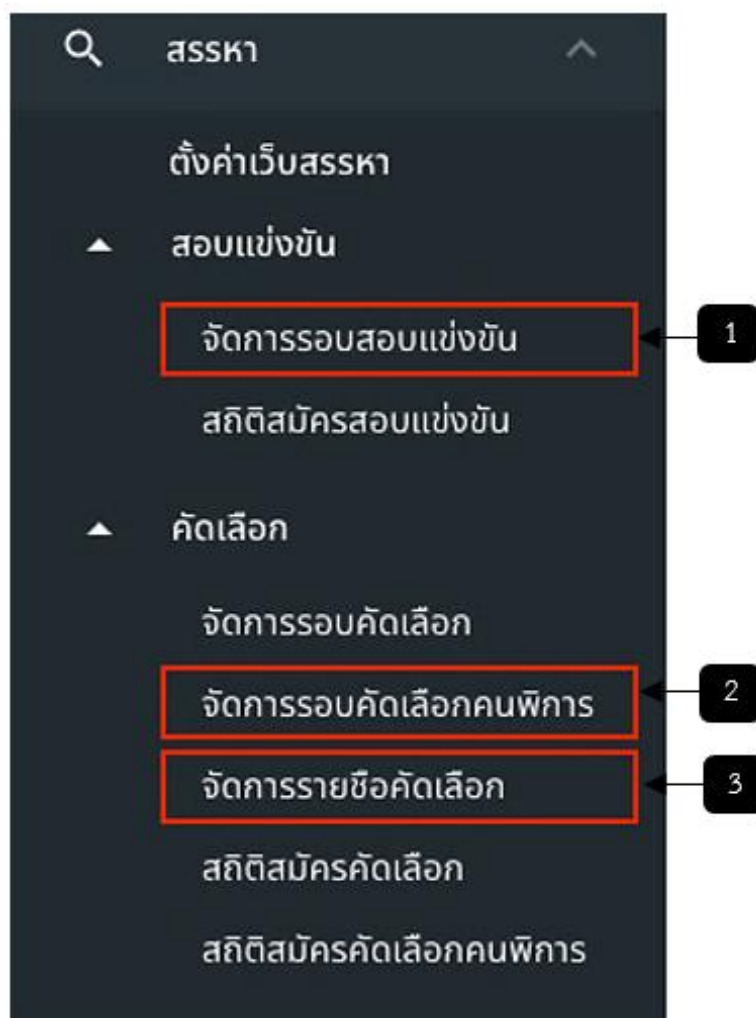 สรรหา
ตั้งค่าเว็บสรรหา
สอบแข่งขัน
จัดการรอบสอบแข่งขัน
1
สถิติสมัครสอบแข่งขัน
คัดเลือก
จัดการรอบคัดเลือก
จัดการรอบคัดเลือกคนพิการ
2
จัดการรายชื่อคัดเลือก
3
สถิติสมัครคัดเลือก
สถิติสมัครคัดเลือกคนพิการ